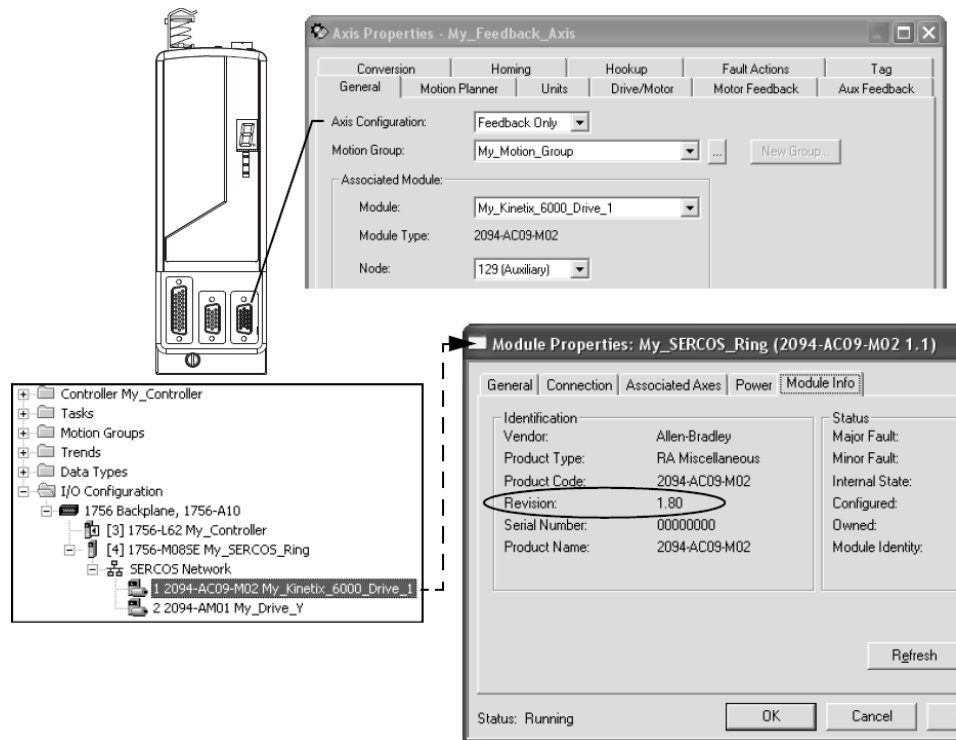 Axis Properties - My_Feedback_Axis
Conversion Homing Hookup Fault Actions Tag
General Motion Planner Units Drive/Motor Motor Feedback Aux Feedback
Axis Configuration: Feedback Only
Motion Group: My_Motion_Group ... New Group...
Associated Module:
Module: My_Kinetix_6000_Drive_1
Module Type: 2094-AC09-M02
Node: 129 (Auxiliary)
Controller My_Controller
Tasks
Motion Groups
Trends
Data Types
I/O Configuration
1756 Backplane, 1756-A10
[3] 1756-L62 My_Controller
[4] 1756-M08SE My_SERCOS_Ring
SERCOS Network
1 2094-AC09-M02 My_Kinetix_6000_Drive_1
2 2094-AM01 My_Drive_Y
Module Properties: My_SERCOS_Ring (2094-AC09-M02 1.1)
General Connection Associated Axes Power Module Info
Identification
Vendor: Allen-Bradley
Product Type: RA Miscellaneous
Product Code: 2094-AC09-M02
Revision: 1.80
Serial Number: 00000000
Product Name: 2094-AC09-M02
Status
Major Fault:
Minor Fault:
Internal State:
Configured:
Owned:
Module Identity:
Refresh
Status: Running
OK Cancel